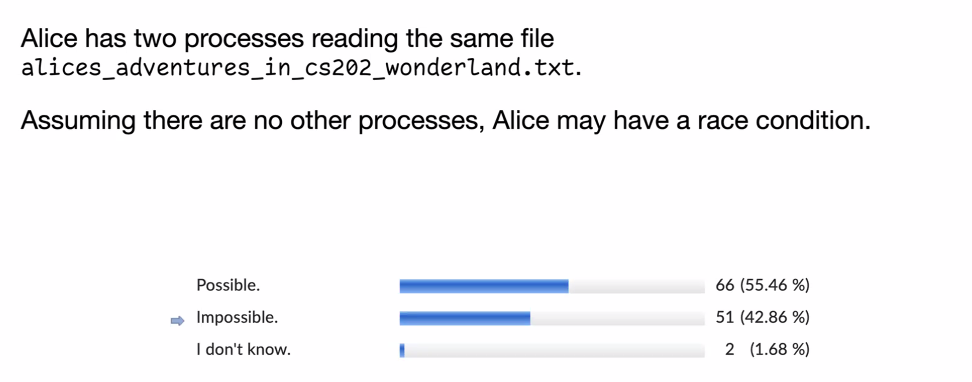 Alice has two processes reading the same file
alices_adventures_in_cs202_wonderland.txt.
Assuming there are no other processes, Alice may have a race condition.
Possible. 66 (55.46 %)
Impossible. 51 (42.86 %)
I don't know. 2 (1.68 %)